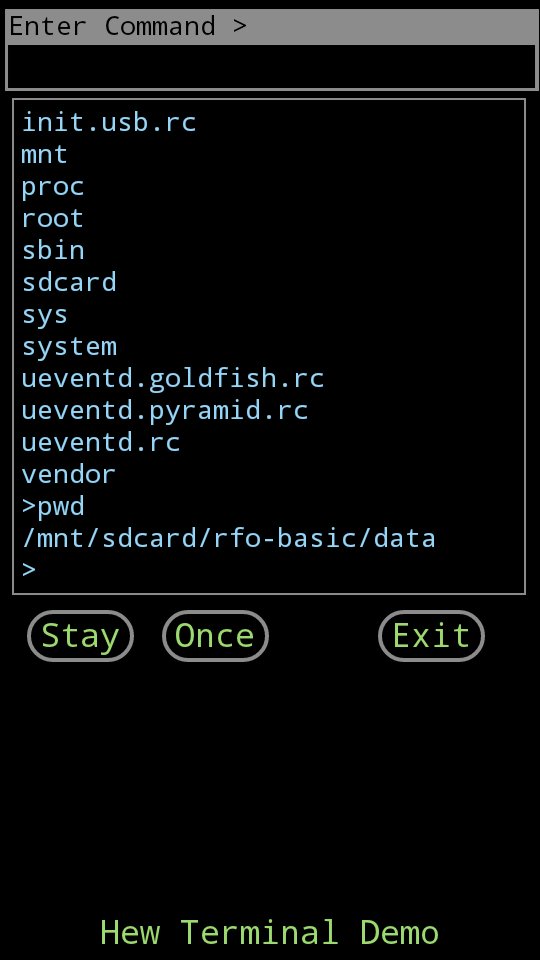 Enter Command >
init.usb.rc
mnt
proc
root
sbin
sdcard
sys
system
ueventd.goldfish.rc
ueventd.pyramid.rc
ueventd.rc
vendor
>pwd
/mnt/sdcard/rfo-basic/data
>
Stay Once Exit
Hew Terminal Demo